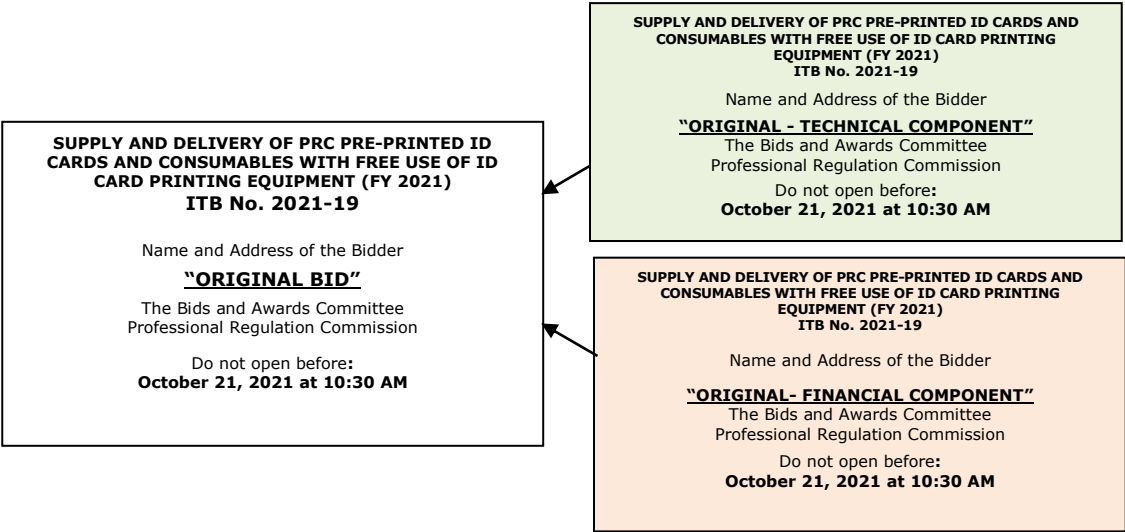 SUPPLY AND DELIVERY OF PRC PRE-PRINTED ID
CARDS AND CONSUMABLES WITH FREE USE OF ID
CARD PRINTING EQUIPMENT (FY 2021)
ITB No. 2021-19
Name and Address of the Bidder
“ORIGINAL BID”
The Bids and Awards Committee
Professional Regulation Commission
Do not open before:
October 21, 2021 at 10:30 AM
SUPPLY AND DELIVERY OF PRC PRE-PRINTED ID CARDS AND
CONSUMABLES WITH FREE USE OF ID CARD PRINTING
EQUIPMENT (FY 2021)
ITB No. 2021-19
Name and Address of the Bidder
“ORIGINAL - TECHNICAL COMPONENT”
The Bids and Awards Committee
Professional Regulation Commission
Do not open before:
October 21, 2021 at 10:30 AM
SUPPLY AND DELIVERY OF PRC PRE-PRINTED ID CARDS AND
CONSUMABLES WITH FREE USE OF ID CARD PRINTING
EQUIPMENT (FY 2021)
ITB No. 2021-19
Name and Address of the Bidder
“ORIGINAL- FINANCIAL COMPONENT”
The Bids and Awards Committee
Professional Regulation Commission
Do not open before:
October 21, 2021 at 10:30 AM